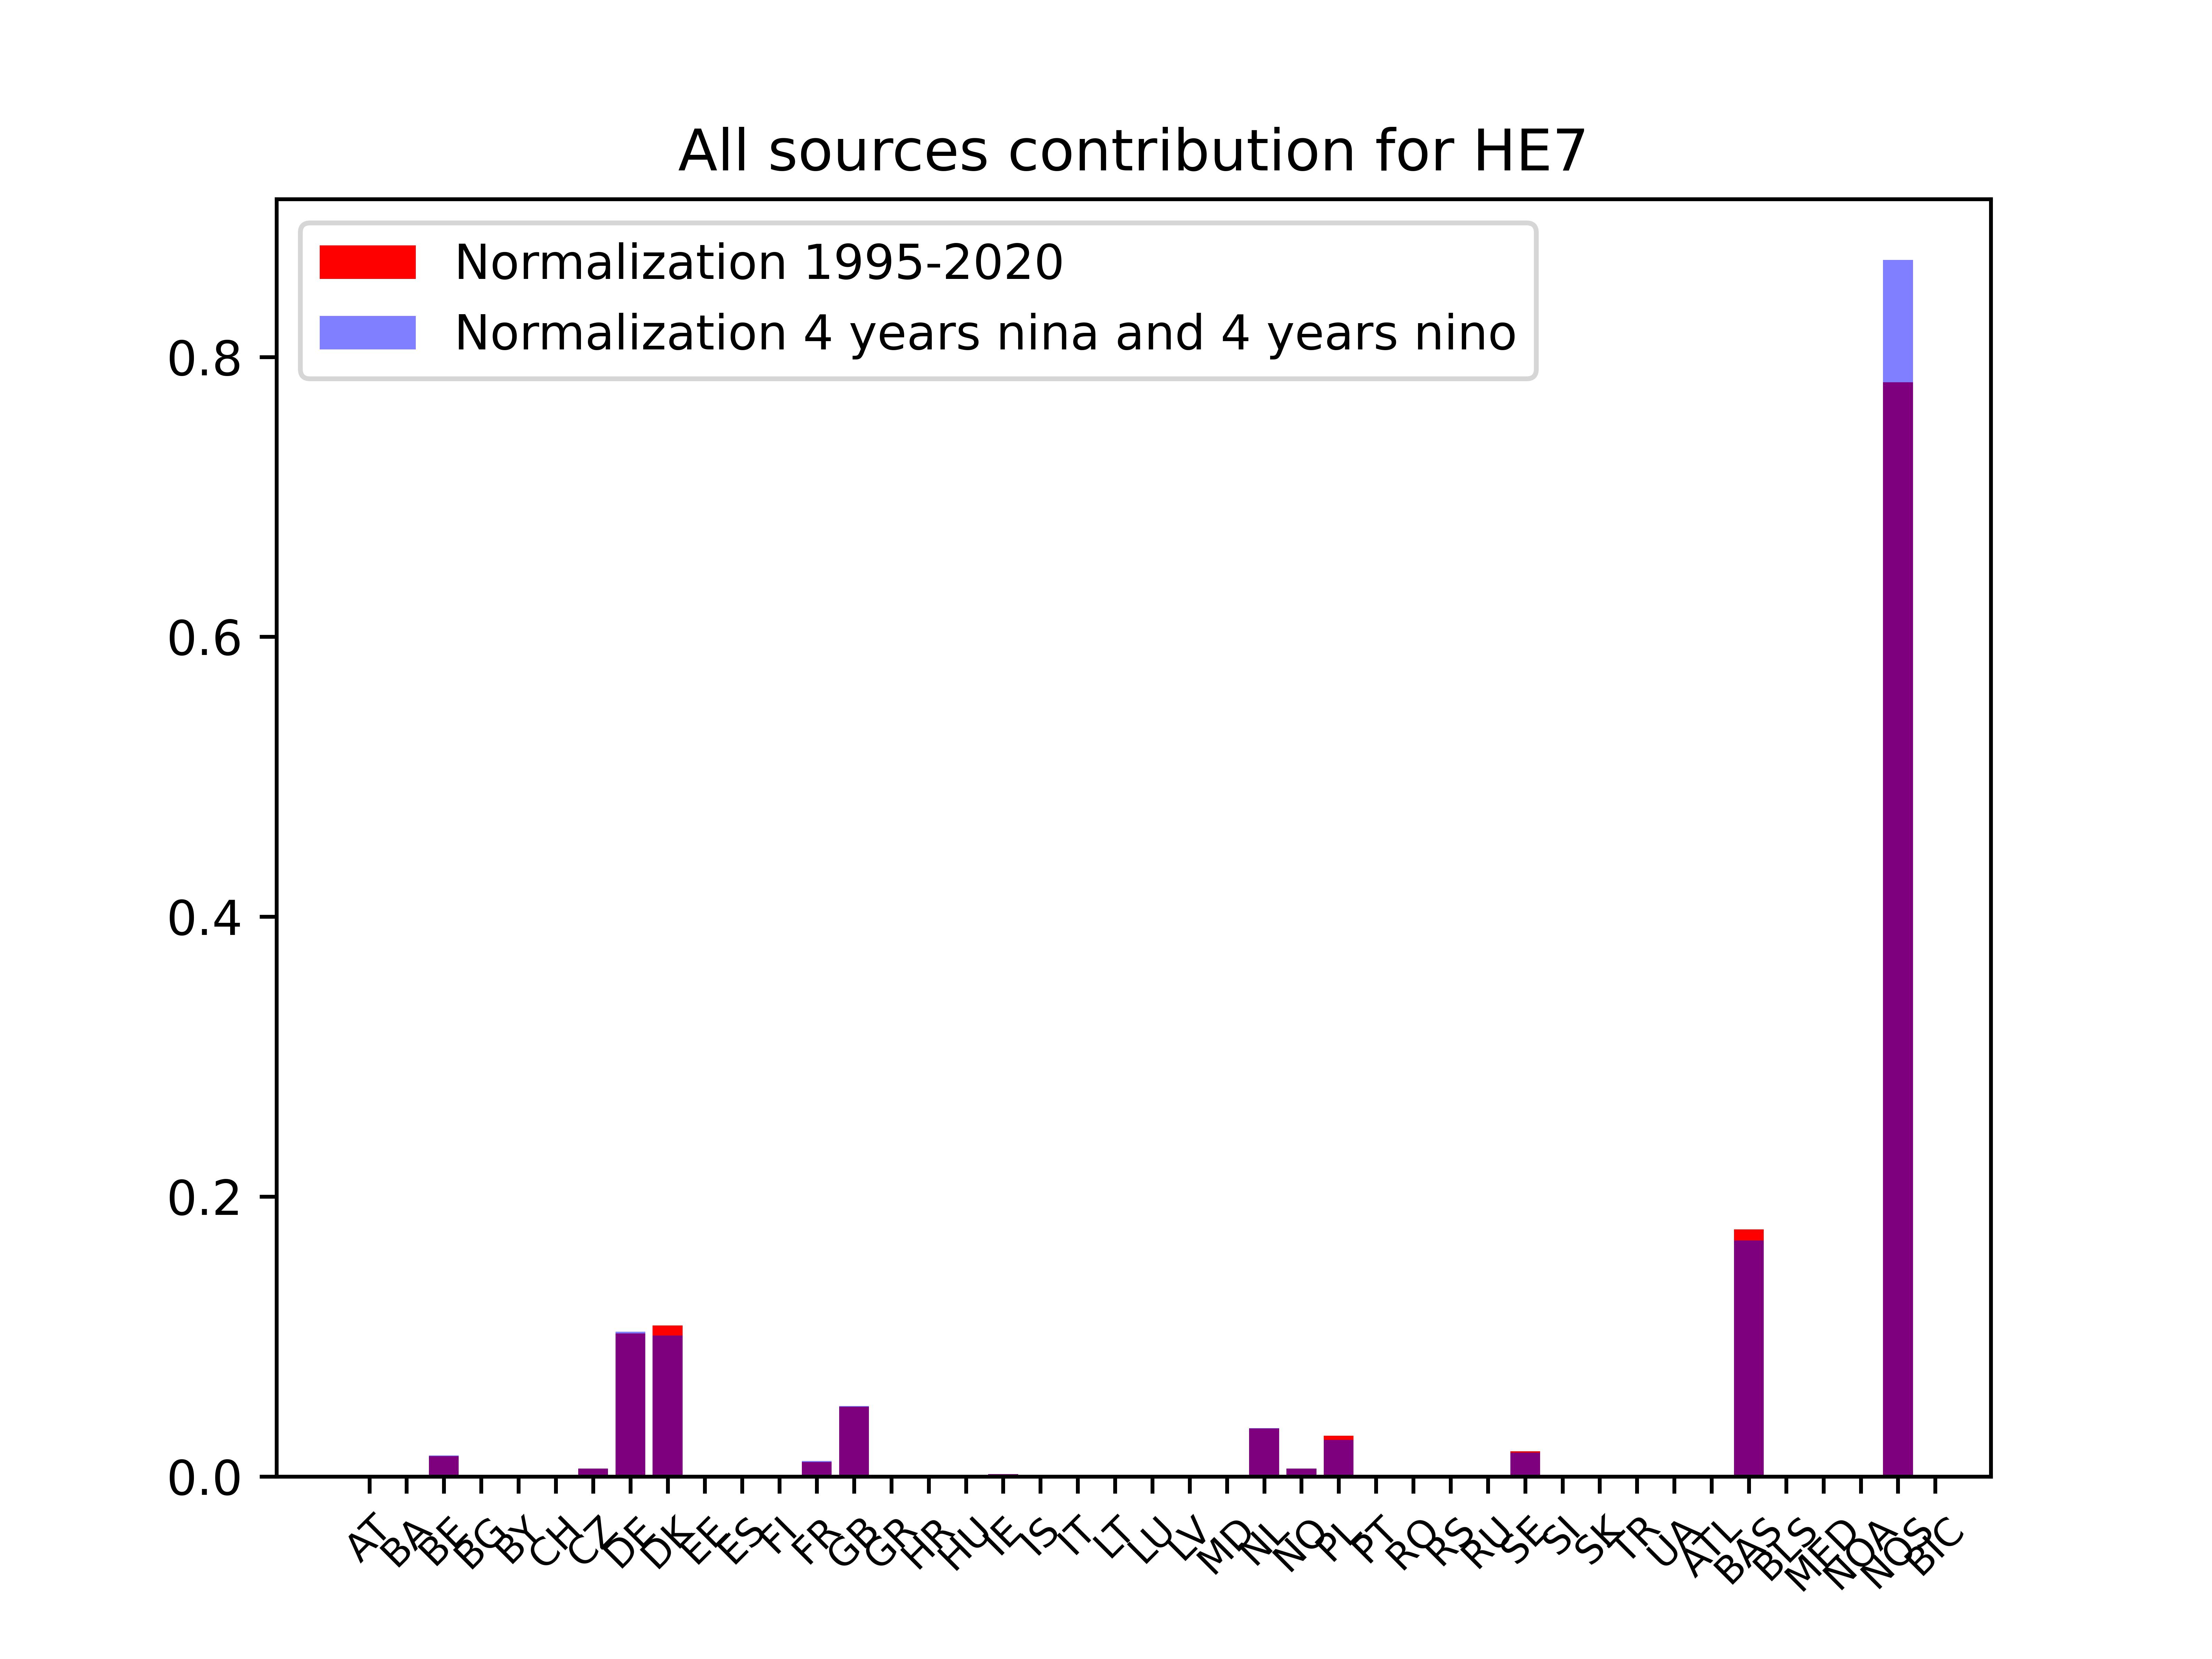 All sources contribution for HE7
Normalization 1995-2020
Normalization 4 years nina and 4 years nino
0.8
0.6
0.4
0.2
0.0
AT BA BE BG BY CH CZ DE DK EE ES FI FR GB GR HR HU IE IS IT LT LU LV MD NL NO PL PT RO RS RU SE SI SK TR UA ATL BAS BLS MED NOA NOS BIC